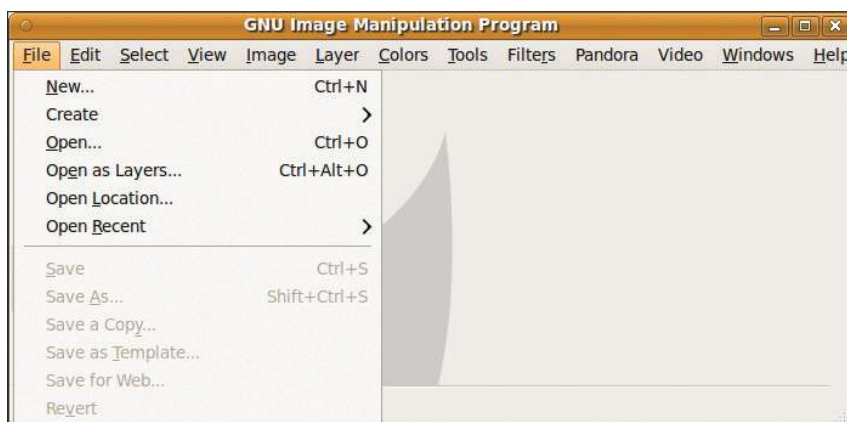 GNU Image Manipulation Program
File Edit Select View Image Layer Colors Tools Filters Pandora Video Windows Help
New... Ctrl+N
Create
Open... Ctrl+O
Open as Layers... Ctrl+Alt+O
Open Location...
Open Recent
Save Ctrl+S
Save As... Shift+Ctrl+S
Save a Copy...
Save as Template...
Save for Web...
Revert